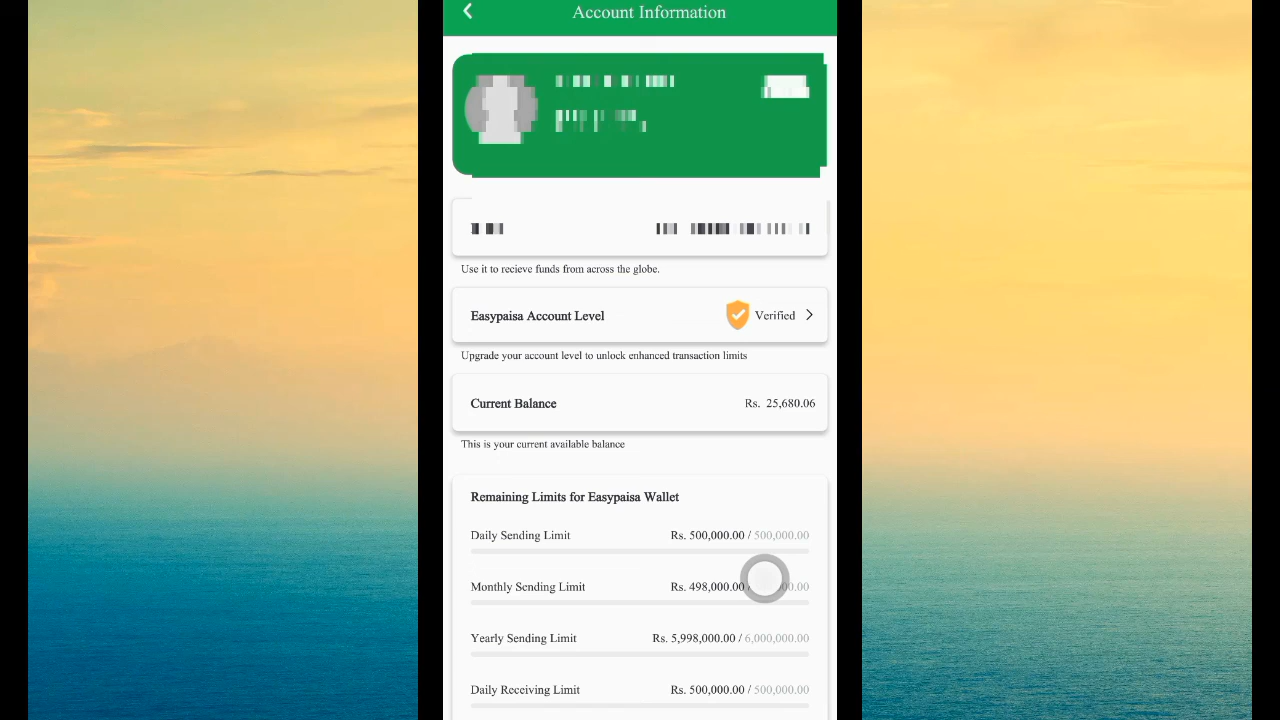 Account Information
Use it to recieve funds from across the globe.
Easypaisa Account Level Verified
Upgrade your account level to unlock enhanced transaction limits
Current Balance Rs. 25,680.06
This is your current available balance
Remaining Limits for Easypaisa Wallet
Daily Sending Limit Rs. 500,000.00 / 500,000.00
Monthly Sending Limit Rs. 498,000.00 /
Yearly Sending Limit Rs. 5,998,000.00 / 6,000,000.00
Daily Receiving Limit Rs. 500,000.00 / 500,000.00